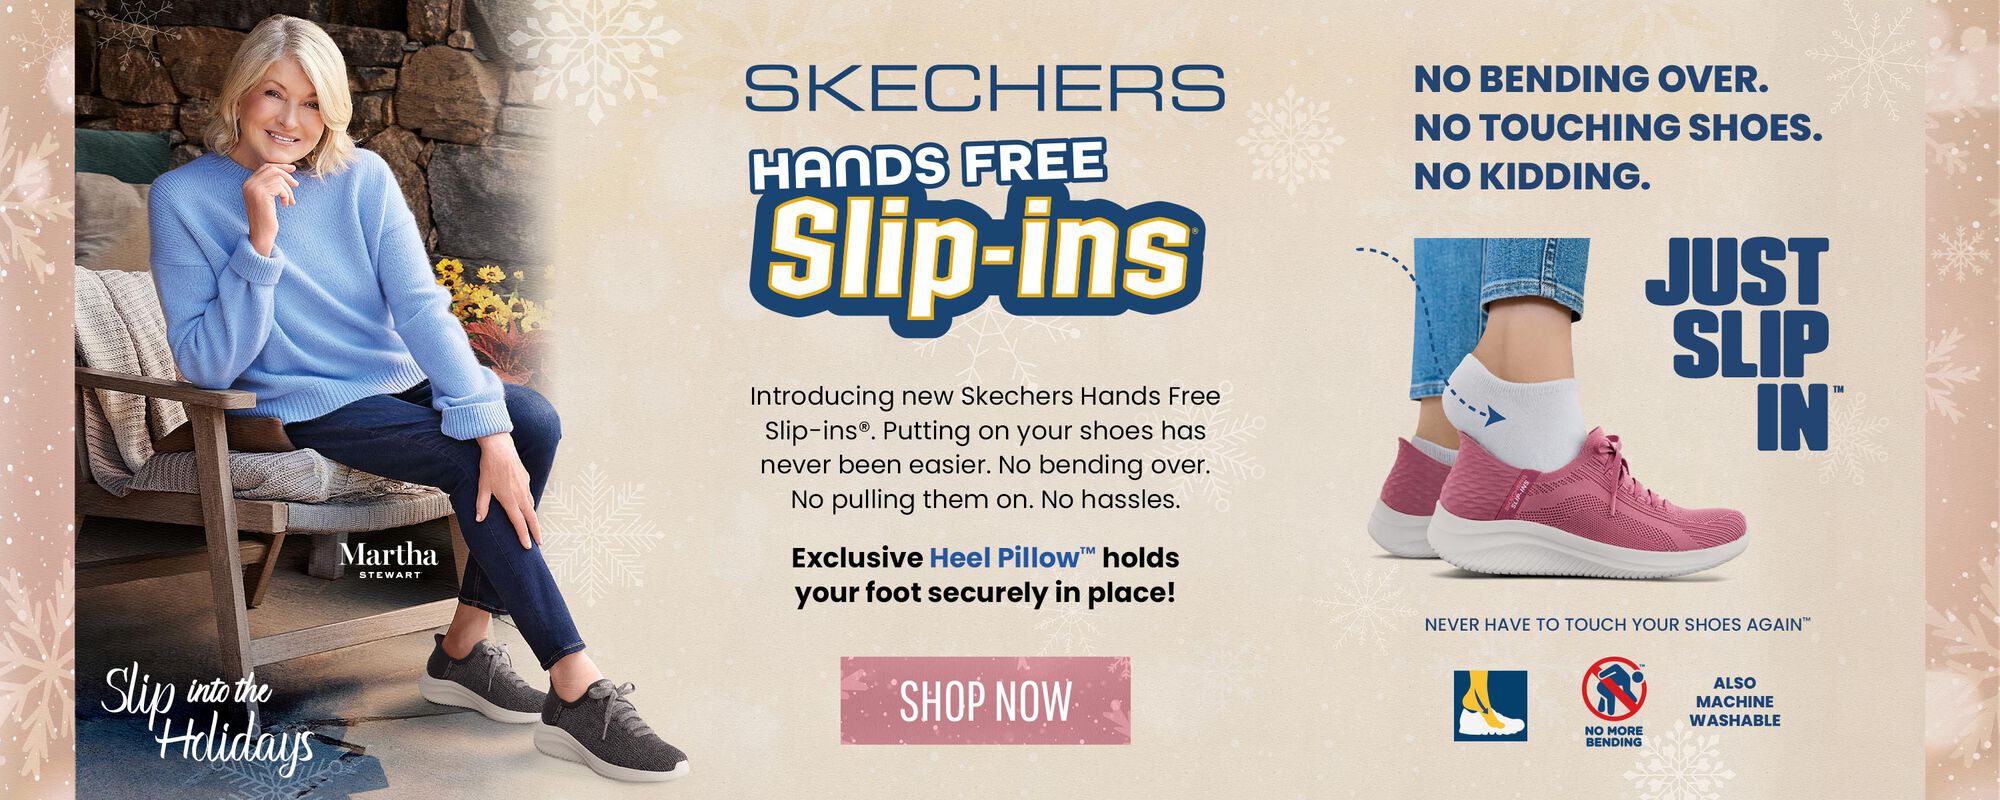 Martha
STEWART
Slip into the
Holidays
SKECHERS
HANDS FREE
Slip-ins®
Introducing new Skechers Hands Free
Slip-ins®. Putting on your shoes has
never been easier. No bending over.
No pulling them on. No hassles.
Exclusive Heel Pillow™ holds
your foot securely in place!
SHOP NOW
NO BENDING OVER.
NO TOUCHING SHOES.
NO KIDDING.
JUST
SLIP
IN™
SLIP-INS
NEVER HAVE TO TOUCH YOUR SHOES AGAIN™
™
NO MORE
BENDING
ALSO
MACHINE
WASHABLE